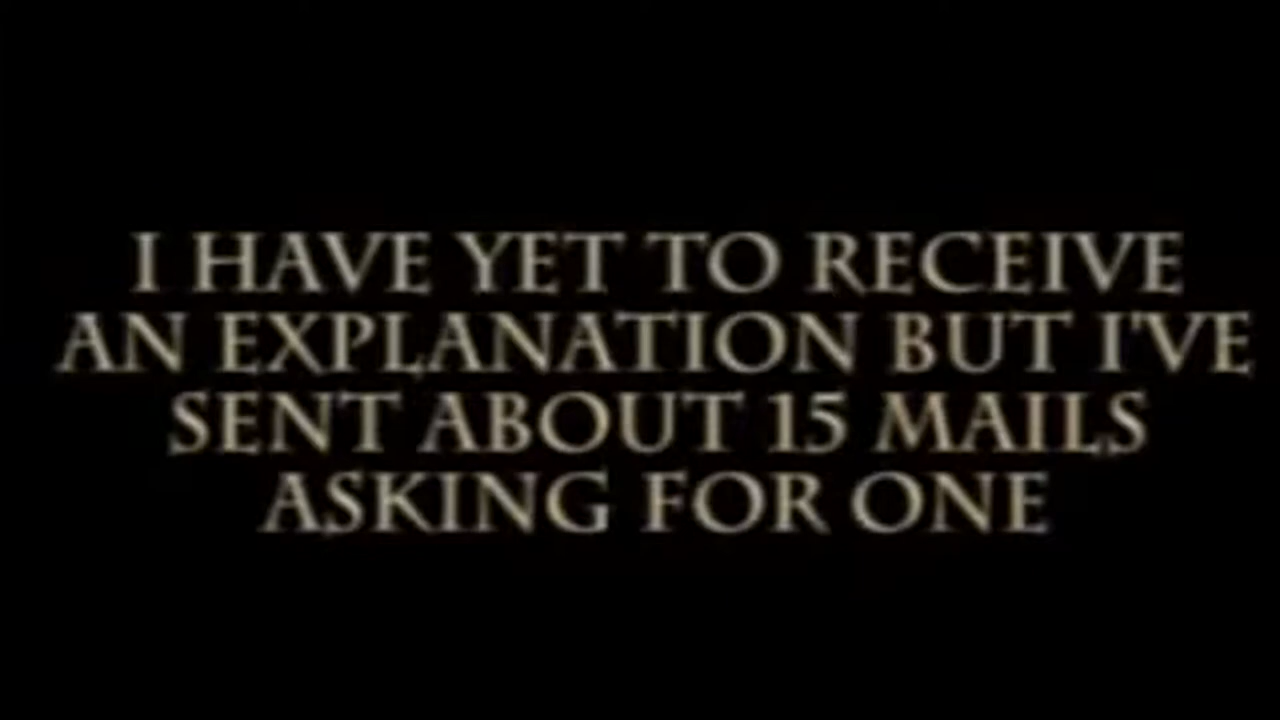 I HAVE YET TO RECEIVE
AN EXPLANATION BUT I'VE
SENT ABOUT 15 MAILS
ASKING FOR ONE